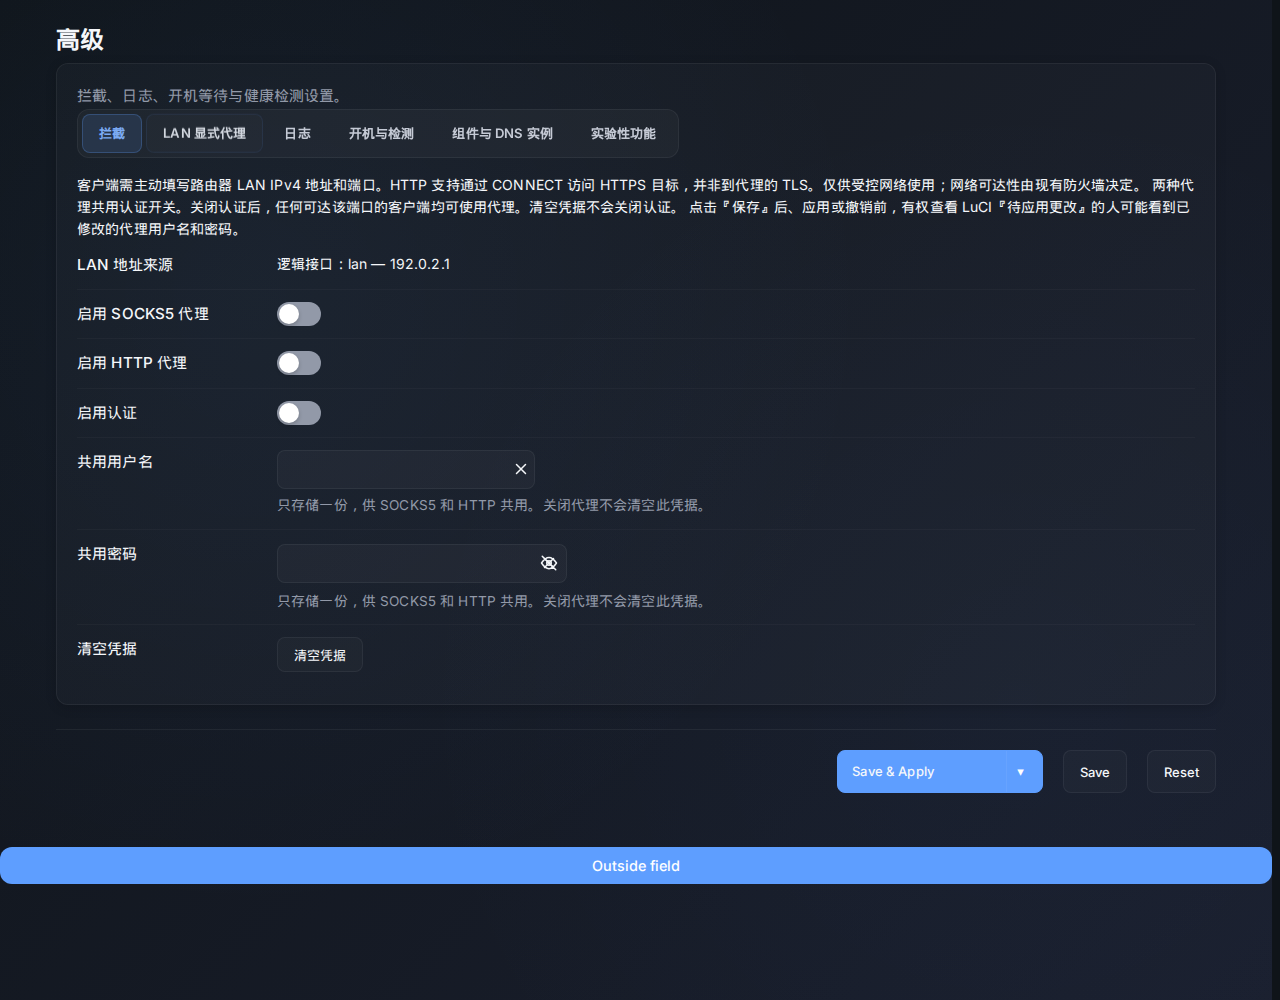 高级
拦截、日志、开机等待与健康检测设置。
拦截 LAN 显式代理 日志 开机与检测 组件与 DNS 实例 实验性功能
客户端需主动填写路由器 LAN IPv4 地址和端口。HTTP 支持通过 CONNECT 访问 HTTPS 目标，并非到代理的 TLS。仅供受控网络使用；网络可达性由现有防火墙决定。 两种代
理共用认证开关。关闭认证后，任何可达该端口的客户端均可使用代理。清空凭据不会关闭认证。 点击『保存』后、应用或撤销前，有权查看 LuCI『待应用更改』的人可能看到已
修改的代理用户名和密码。
LAN 地址来源 逻辑接口：lan — 192.0.2.1
启用 SOCKS5 代理
启用 HTTP 代理
启用认证
共用用户名
只存储一份，供 SOCKS5 和 HTTP 共用。关闭代理不会清空此凭据。
共用密码
只存储一份，供 SOCKS5 和 HTTP 共用。关闭代理不会清空此凭据。
清空凭据 清空凭据
Save & Apply ▾ Save Reset
Outside field